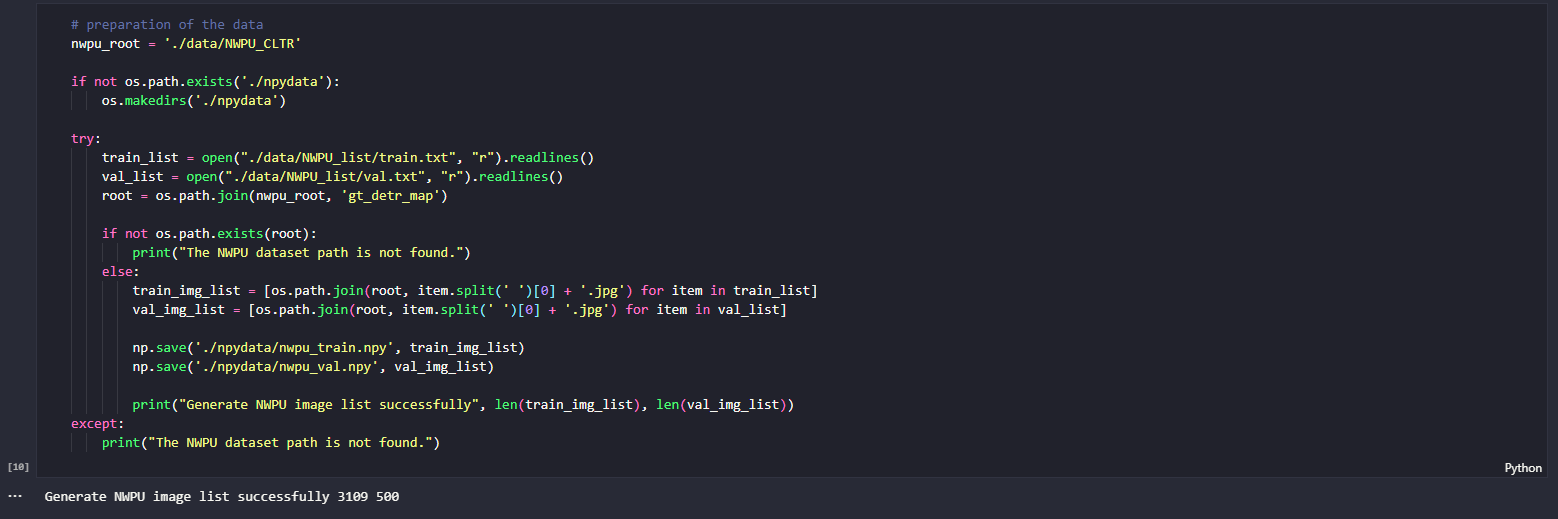 # preparation of the data
nwpu_root = './data/NWPU_CLTR'
if not os.path.exists('./npydata'):
os.makedirs('./npydata')
try:
train_list = open("./data/NWPU_list/train.txt", "r").readlines()
val_list = open("./data/NWPU_list/val.txt", "r").readlines()
root = os.path.join(nwpu_root, 'gt_detr_map')
if not os.path.exists(root):
print("The NWPU dataset path is not found.")
else:
train_img_list = [os.path.join(root, item.split(' ')[0] + '.jpg') for item in train_list]
val_img_list = [os.path.join(root, item.split(' ')[0] + '.jpg') for item in val_list]
np.save('./npydata/nwpu_train.npy', train_img_list)
np.save('./npydata/nwpu_val.npy', val_img_list)
print("Generate NWPU image list successfully", len(train_img_list), len(val_img_list))
except:
print("The NWPU dataset path is not found.")
[10]
Python
... Generate NWPU image list successfully 3109 500